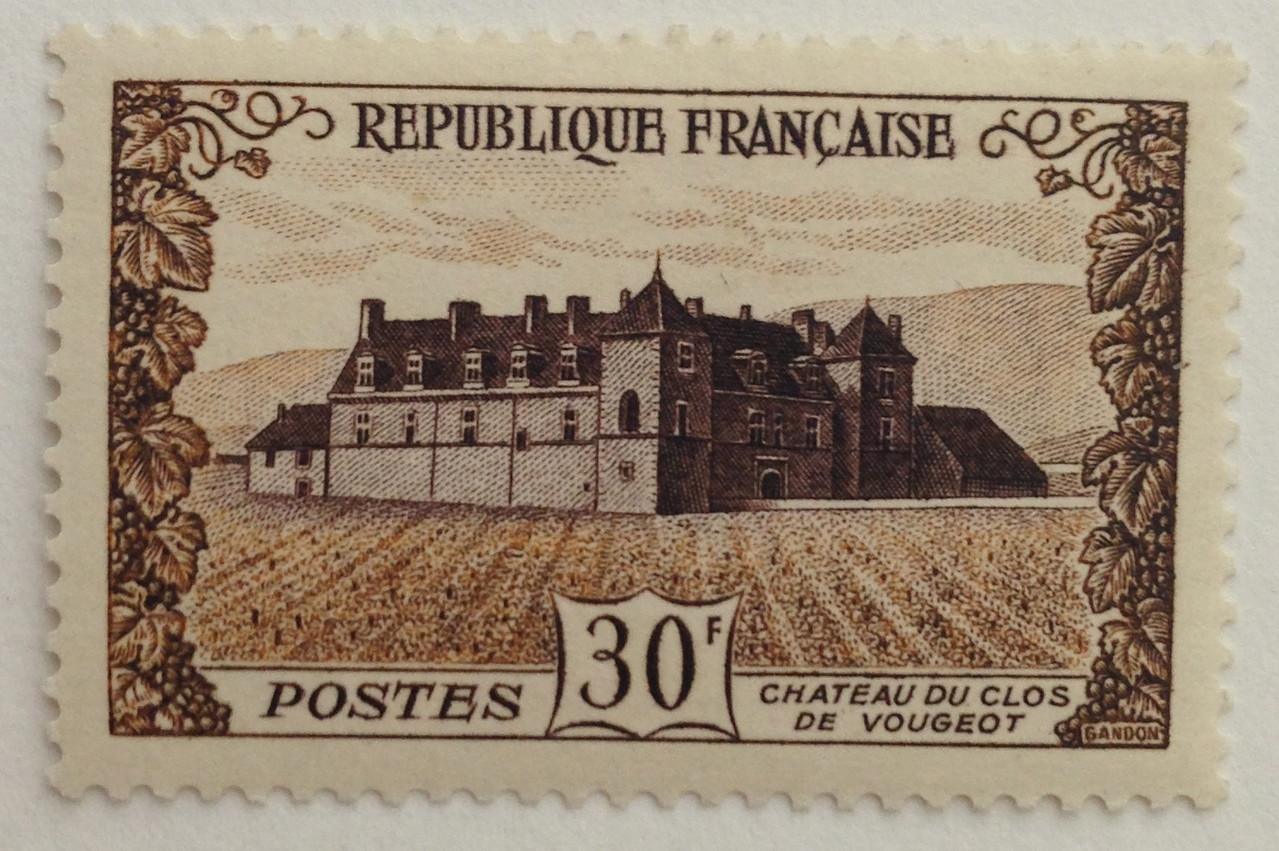 REPUBLIQUE FRANÇAISE
POSTES
30F
CHATEAU DU CLOS
DE VOUGEOT
GANDON